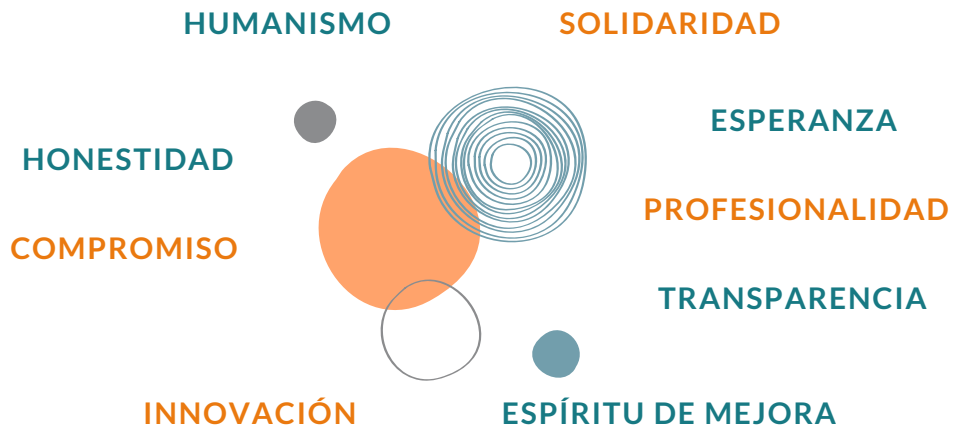 HUMANISMO
SOLIDARIDAD
ESPERANZA
HONESTIDAD
PROFESIONALIDAD
COMPROMISO
TRANSPARENCIA
INNOVACIÓN
ESPÍRITU DE MEJORA